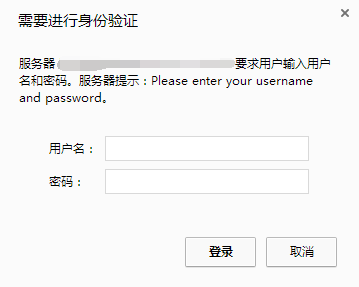 需要进行身份验证
服务器 要求用户输入用户
名和密码。服务器提示：Please enter your username
and password。
用户名：
密码：
登录
取消